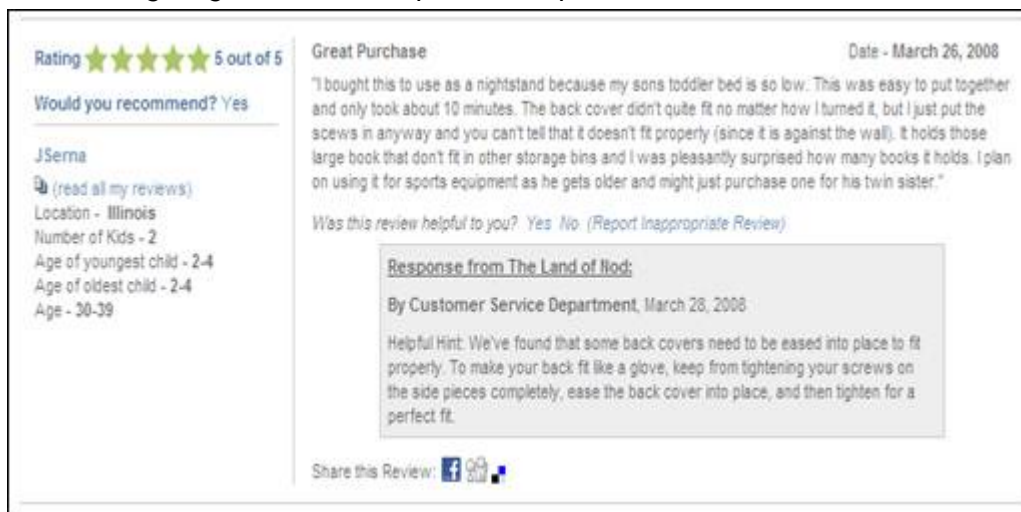 Rating 5 out of 5
Would you recommend? Yes
JSerna
(read all my reviews)
Location - Illinois
Number of Kids - 2
Age of youngest child - 2-4
Age of oldest child - 2-4
Age - 30-39
Great Purchase Date - March 26, 2008
"I bought this to use as a nightstand because my sons toddler bed is so low. This was easy to put together
and only took about 10 minutes. The back cover didn't quite fit no matter how I turned it, but I just put the
scews in anyway and you can't tell that it doesn't fit properly (since it is against the wall). It holds those
large book that don't fit in other storage bins and I was pleasantly surprised how many books it holds. I plan
on using it for sports equipment as he gets older and might just purchase one for his twin sister."
Was this review helpful to you? Yes No (Report Inappropriate Review)
Response from The Land of Nod:
By Customer Service Department, March 28, 2008
Helpful Hint: We've found that some back covers need to be eased into place to fit
properly. To make your back fit like a glove, keep from tightening your screws on
the side pieces completely, ease the back cover into place, and then tighten for a
perfect fit.
Share this Review: